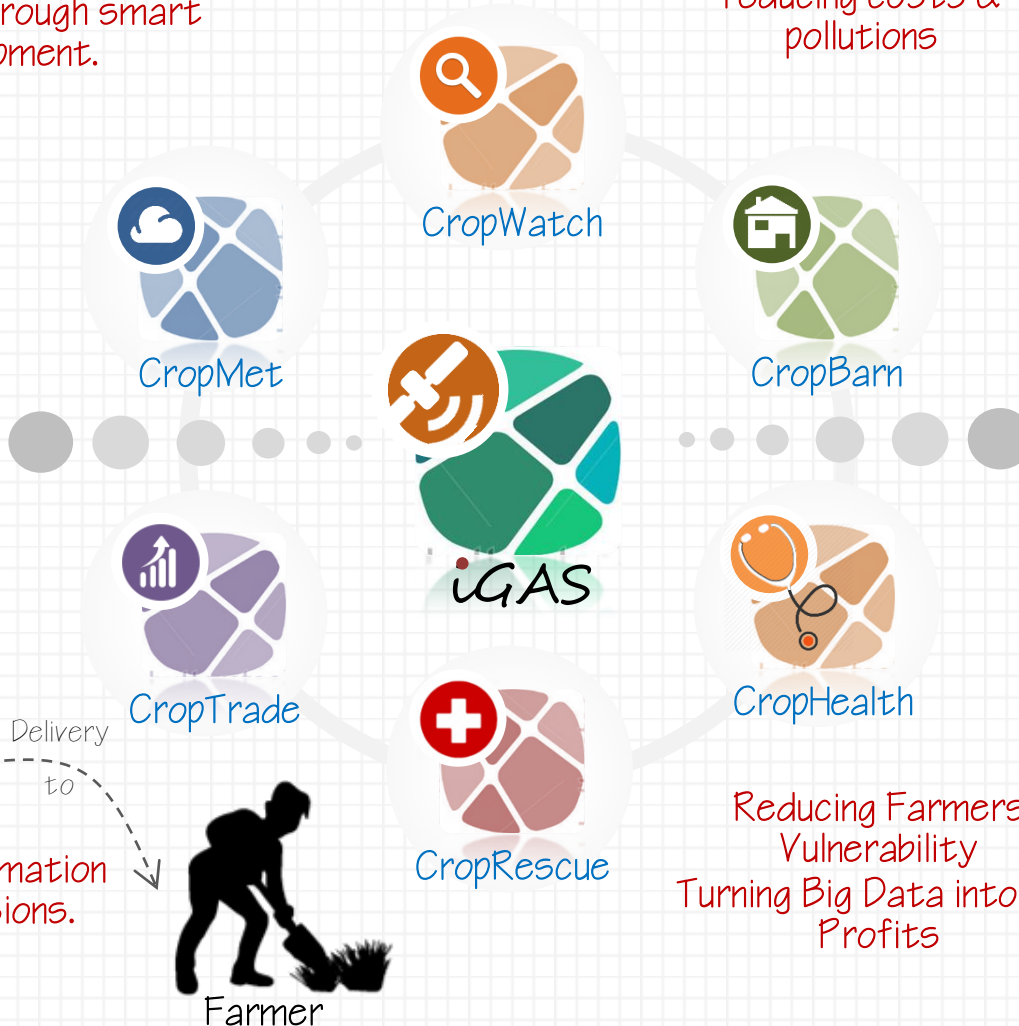 rough smart
pment.
reducing costs &
pollutions
CropWatch
CropMet
CropBarn
iGAS
CropTrade
CropHealth
Delivery
to
CropRescue
Reducing Farmers
Vulnerability
Turning Big Data into
Profits
mation
ions.
Farmer